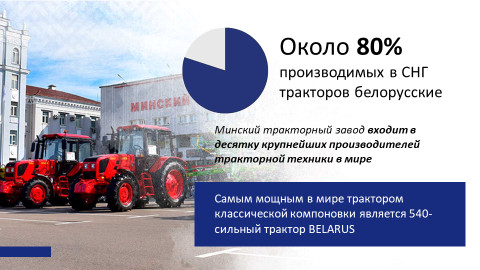 Около 80%
производимых в СНГ
тракторов белорусские
МИНСКИЙ
Минский тракторный завод входит в
десятку крупнейших производителей
тракторной техники в мире
Самым мощным в мире трактором
классической компоновки является 540-
сильный трактор BELARUS